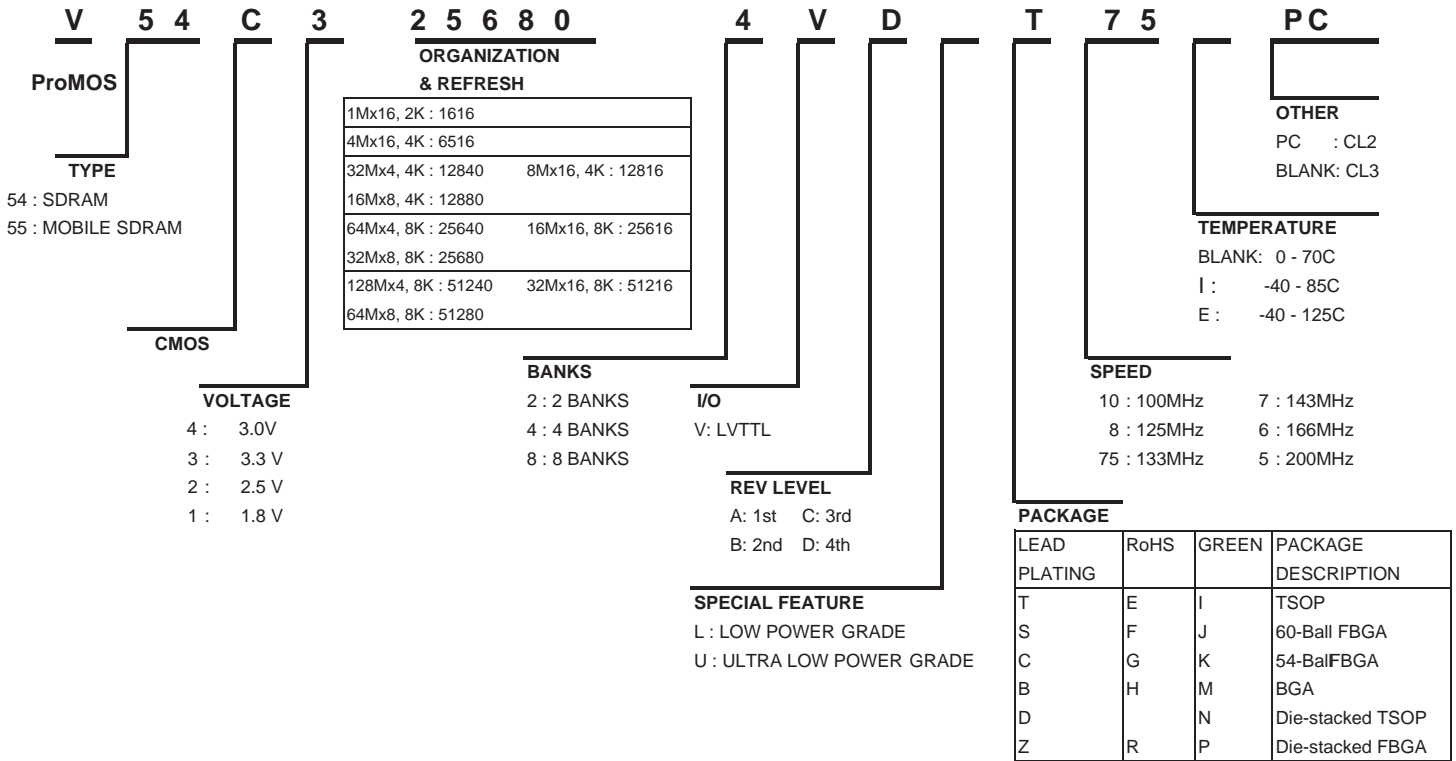 V 5 4 C 3 2 5 6 8 0 4 V D T 7 5 PC
ProMOS
ORGANIZATION
& REFRESH
1Mx16, 2K : 1616
4Mx16, 4K : 6516
32Mx4, 4K : 12840 8Mx16, 4K : 12816
16Mx8, 4K : 12880
64Mx4, 8K : 25640 16Mx16, 8K : 25616
32Mx8, 8K : 25680
128Mx4, 8K : 51240 32Mx16, 8K : 51216
64Mx8, 8K : 51280
TYPE
54 : SDRAM
55 : MOBILE SDRAM
CMOS
VOLTAGE
4 : 3.0V
3 : 3.3 V
2 : 2.5 V
1 : 1.8 V
BANKS
2 : 2 BANKS
4 : 4 BANKS
8 : 8 BANKS
I/O
V: LVTTL
REV LEVEL
A: 1st C: 3rd
B: 2nd D: 4th
SPECIAL FEATURE
L : LOW POWER GRADE
U : ULTRA LOW POWER GRADE
OTHER
PC : CL2
BLANK: CL3
TEMPERATURE
BLANK: 0 - 70C
I : -40 - 85C
E : -40 - 125C
SPEED
10 : 100MHz 7 : 143MHz
8 : 125MHz 6 : 166MHz
75 : 133MHz 5 : 200MHz
PACKAGE
LEAD RoHS GREEN PACKAGE
PLATING DESCRIPTION
T E I TSOP
S F J 60-Ball FBGA
C G K 54-BallFBGA
B H M BGA
D N Die-stacked TSOP
Z R P Die-stacked FBGA